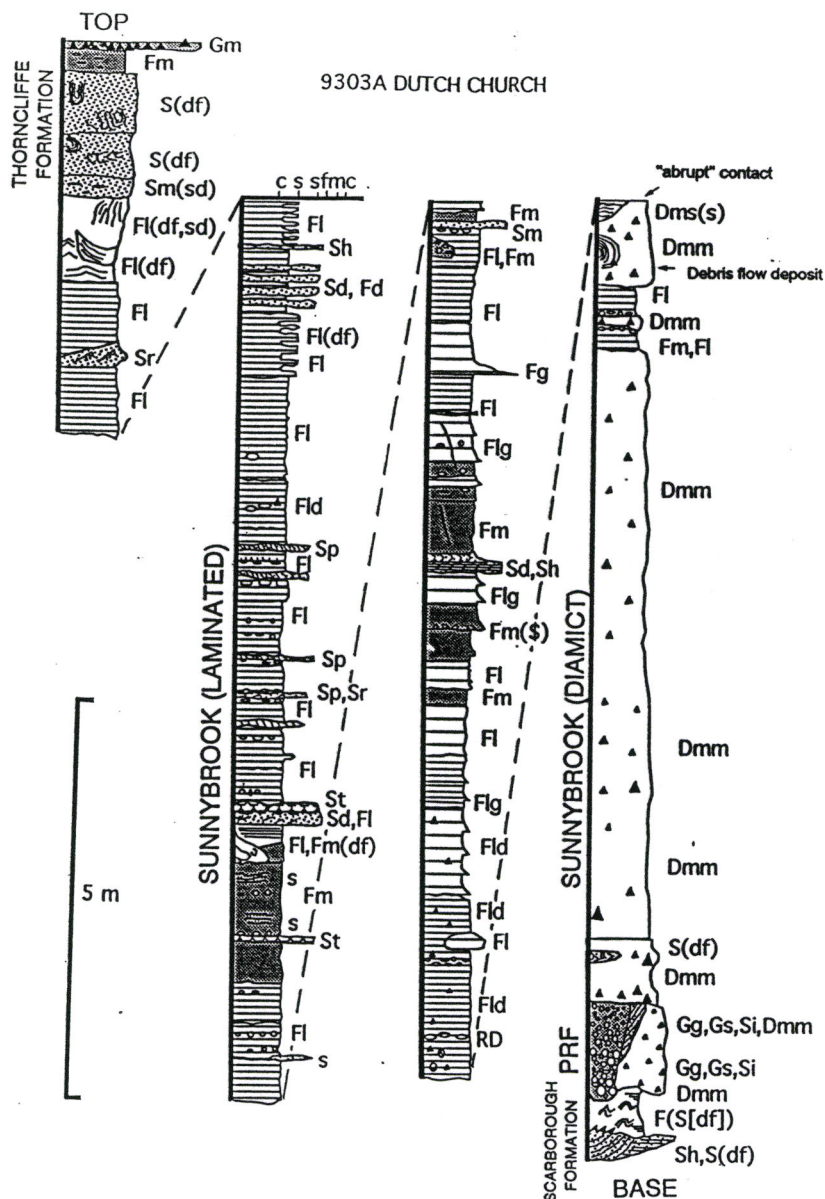 TOP
Gm
Fm
9303A DUTCH CHURCH
THORNCLIFFE
FORMATION
S(df)
S(df)
Sm(sd)
Fl(df,sd)
Fl(df)
Fl
Sr
Fl
c s sfmc
Fl
Sh
Sd, Fd
Fl(df)
Fl
Fl
Fld
Sp
Fl
Fl
Sp
Sp,Sr
Fl
Fl
St
Sd,Fl
Fl,Fm(df)
s
Fm
s
St
Fl
s
SUNNYBROOK (LAMINATED)
5 m
Fm
Sm
Fl,Fm
Fl
Fg
Fl
Flg
Fm
Sd,Sh
Flg
Fm($)
Fl
Fm
Fl
Flg
Fld
Fld
Fl
Fld
RD
"abrupt" contact
Dms(s)
Dmm
Debris flow deposit
Fl
Dmm
Fm,Fl
Dmm
Dmm
Dmm
S(df)
Dmm
Gg,Gs,Si,Dmm
Gg,Gs,Si
Dmm
F(S[df])
Sh,S(df)
SUNNYBROOK (DIAMICT)
PRF
SCARBOROUGH
FORMATION
BASE